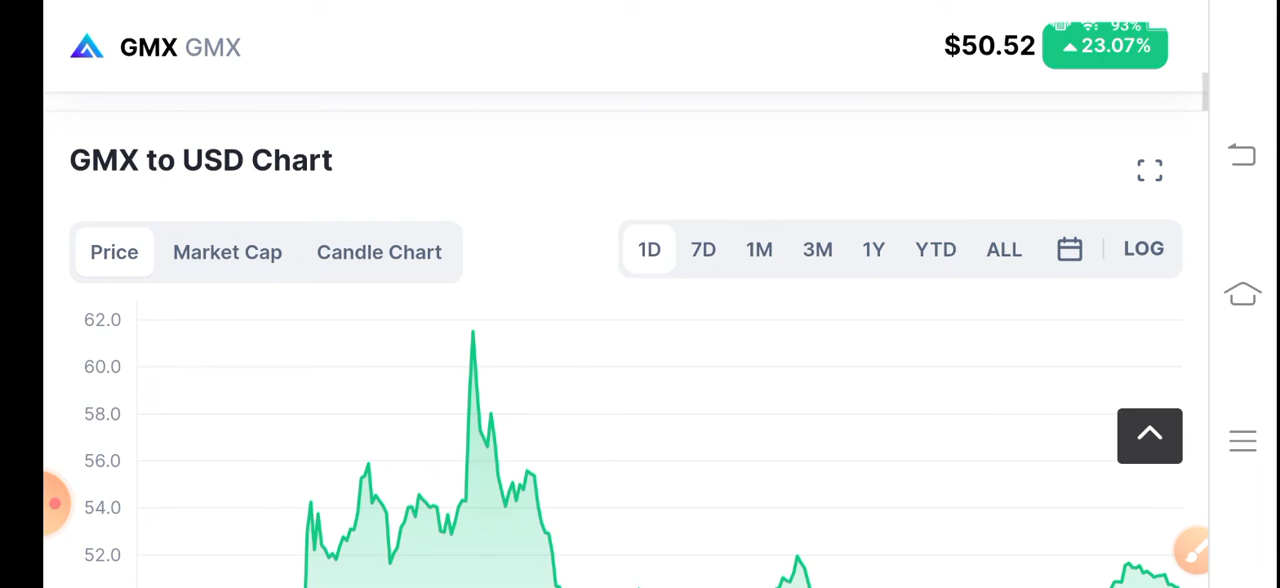 93%
GMX GMX
$50.52
23.07%
GMX to USD Chart
Price Market Cap Candle Chart
1D 7D 1M 3M 1Y YTD ALL LOG
62.0
60.0
58.0
56.0
54.0
52.0